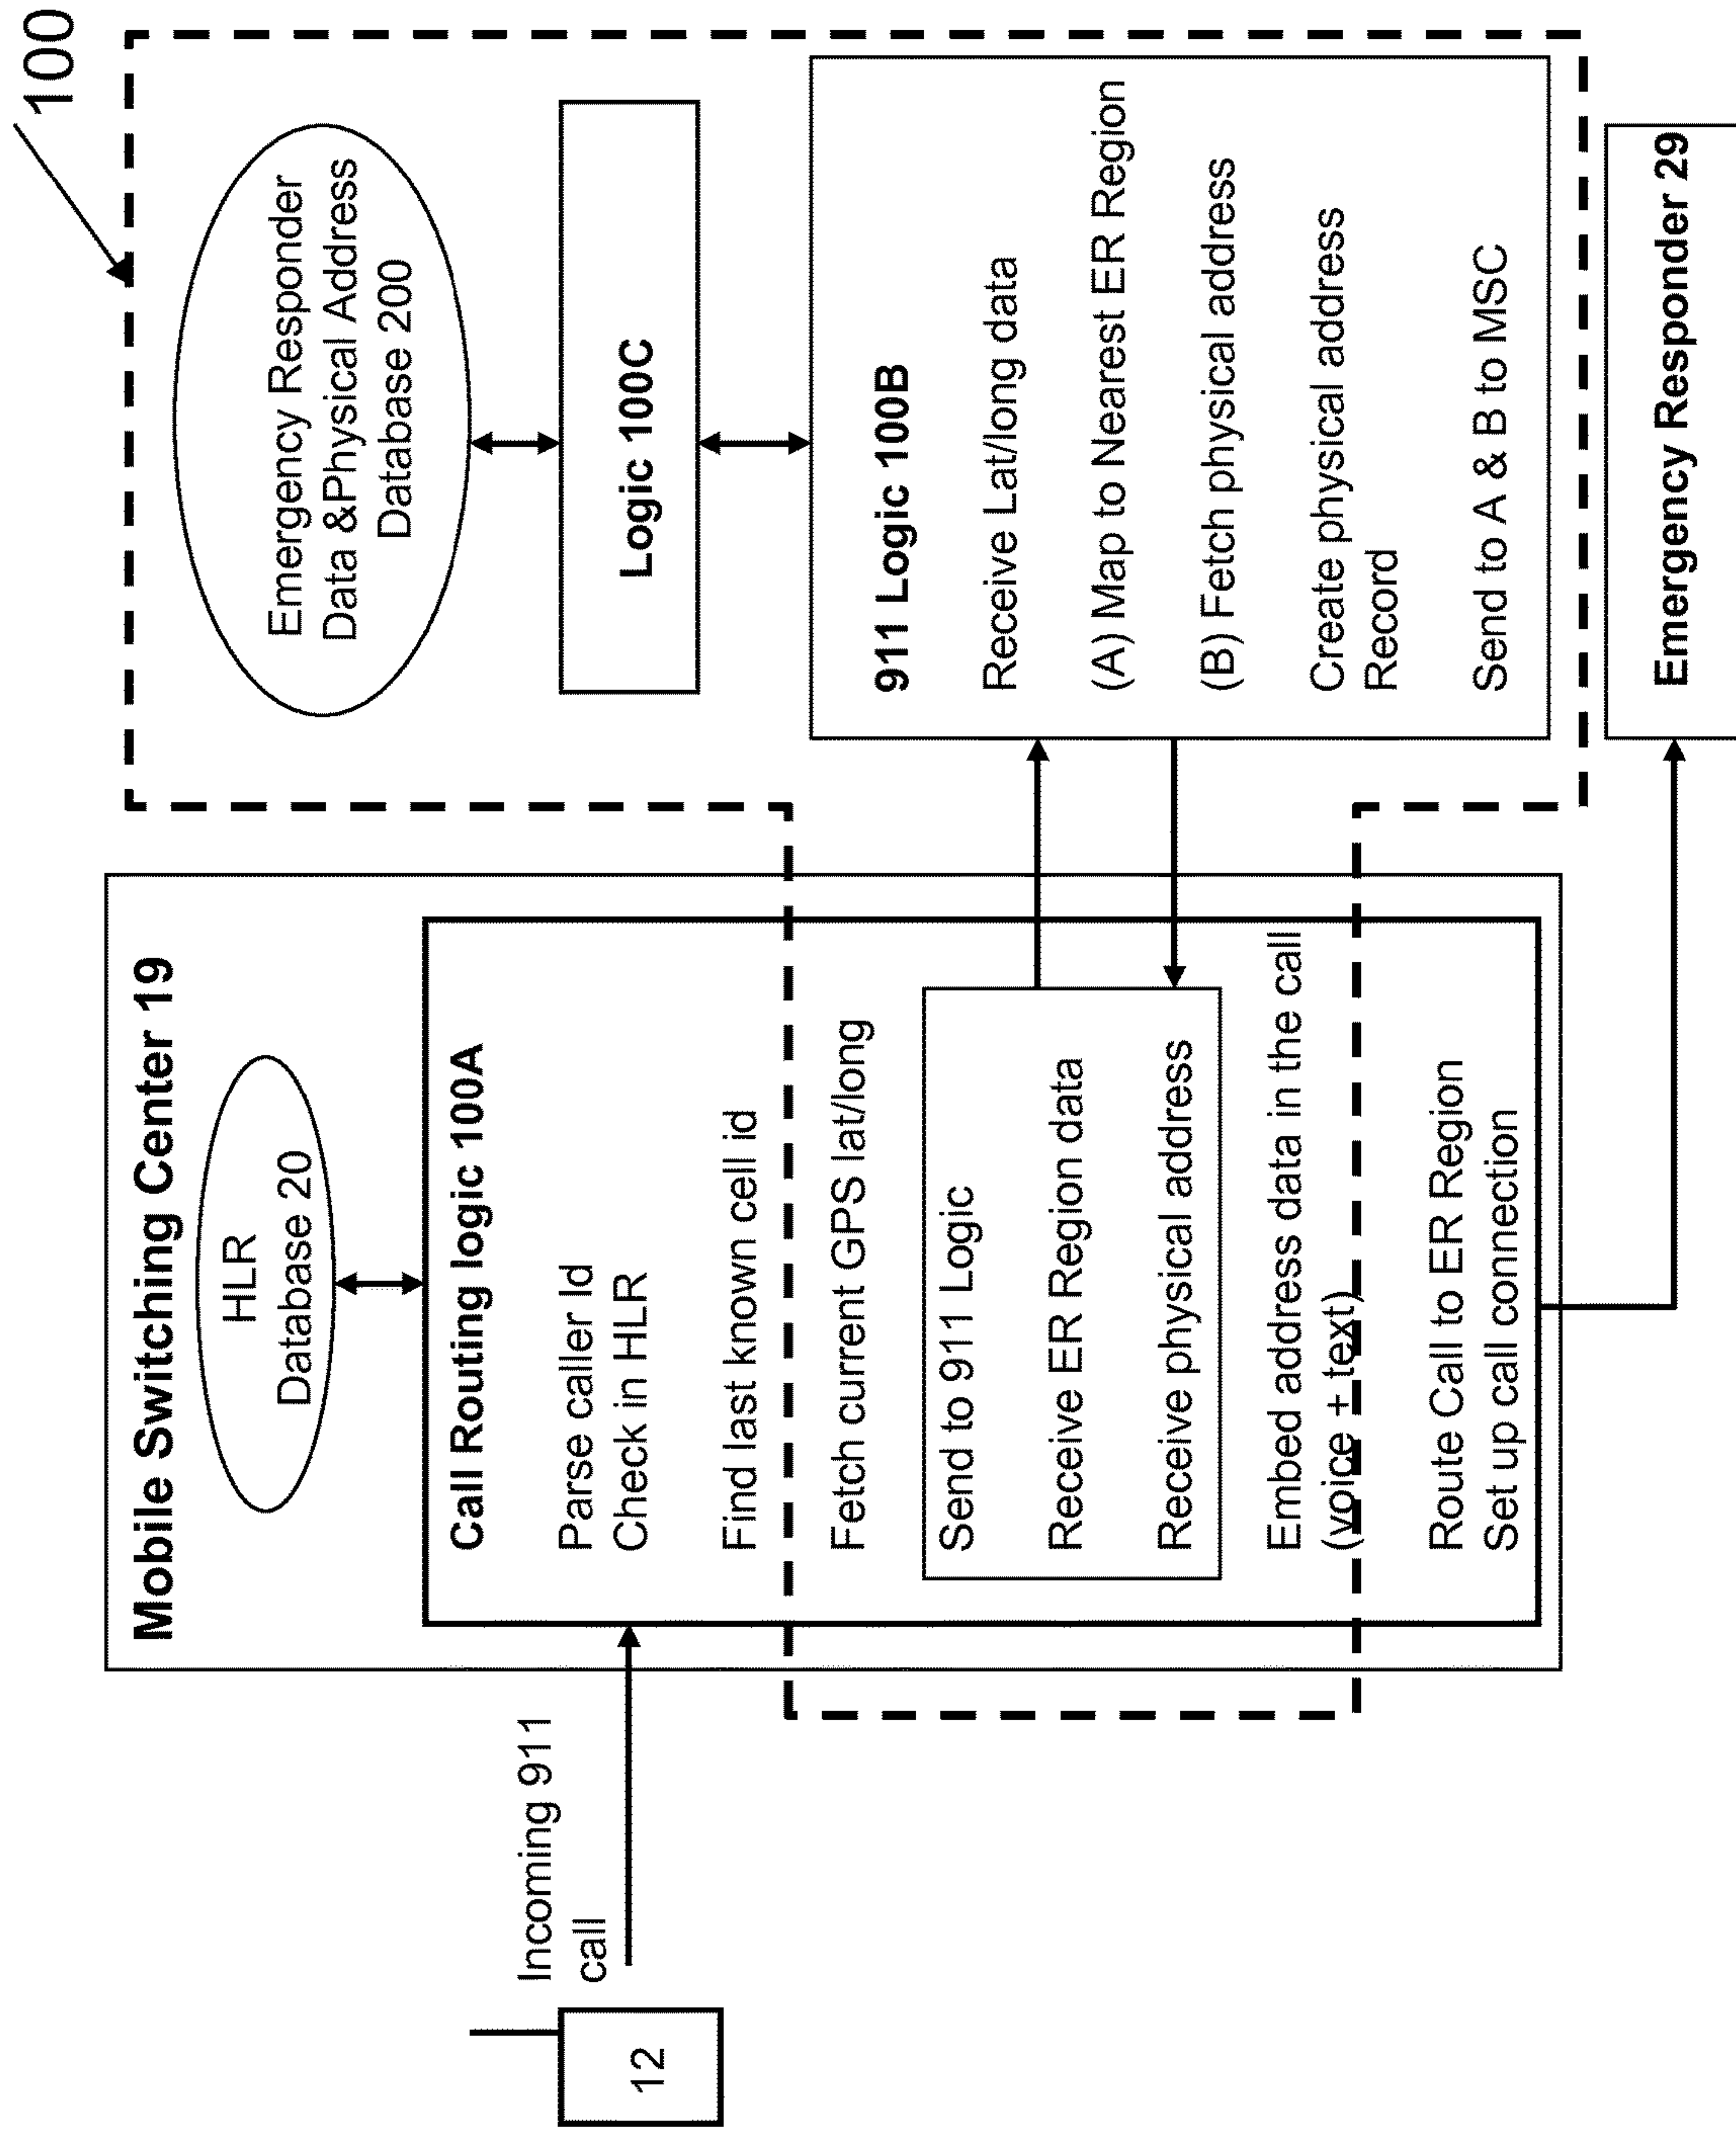 100
Mobile Switching Center 19
HLR
Database 20
Call Routing logic 100A
Parse caller Id
Check in HLR
Find last known cell id
Fetch current GPS lat/long
Send to 911 Logic
Receive ER Region data
Receive physical address
Embed address data in the call
(voice + text)
Route Call to ER Region
Set up call connection
Incoming 911
call
12
Emergency Responder
Data &Physical Address
Database 200
Logic 100C
911 Logic 100B
Receive Lat/long data
(A) Map to Nearest ER Region
(B) Fetch physical address
Create physical address
Record
Send to A & B to MSC
Emergency Responder 29